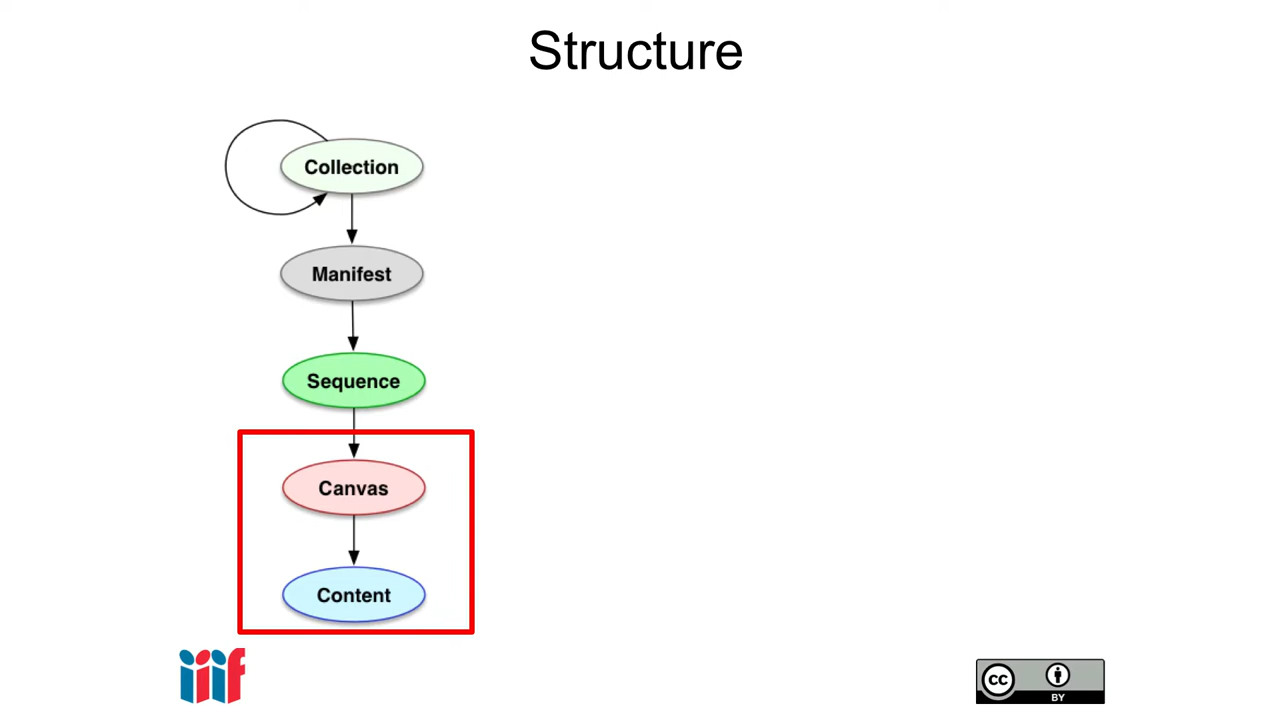 Structure
Collection
Manifest
Sequence
Canvas
Content
iiif
cc
BY